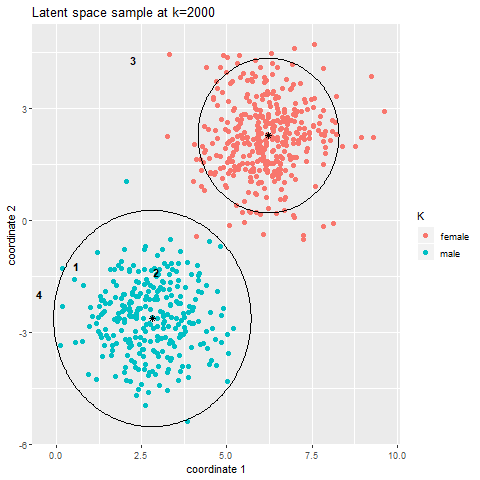 Latent space sample at k=2000
3
3
K
female
male
0
coordinate 2
1
2
4
-3
-6
0.0
2.5
5.0
7.5
10.0
coordinate 1